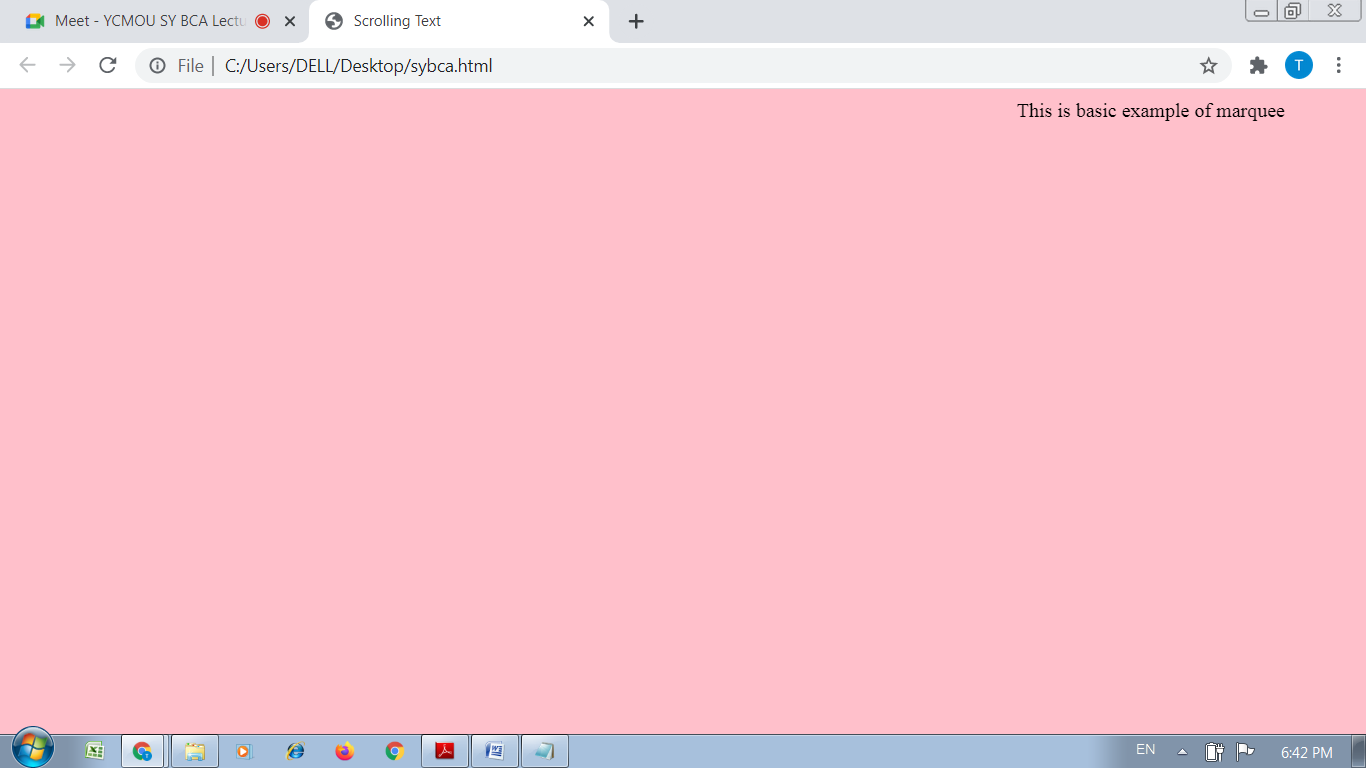 Meet - YCMOU SY BCA Lectu
Scrolling Text
File
C:/Users/DELL/Desktop/sybca.html
T
This is basic example of marquee
EN
6:42 PM